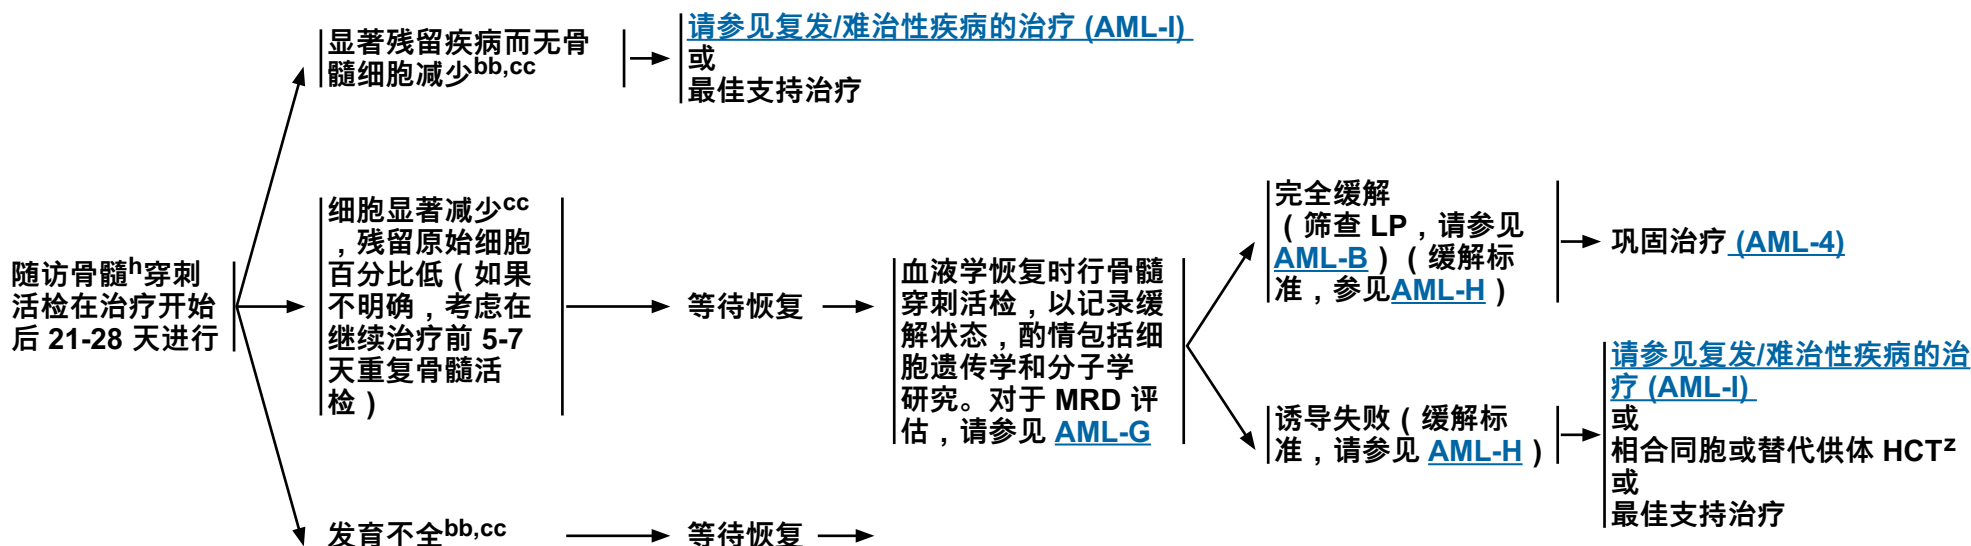 显著残留疾病而无骨
髓细胞减少bb,cc
请参见复发/难治性疾病的治疗 (AML-I)
或
最佳支持治疗
随访骨髓h穿刺
活检在治疗开始
后 21-28 天进行
细胞显著减少cc
，残留原始细胞
百分比低（如果
不明确，考虑在
继续治疗前 5-7
天重复骨髓活
检）
等待恢复
血液学恢复时行骨髓
穿刺活检，以记录缓
解状态，酌情包括细
胞遗传学和分子学
研究。对于 MRD 评
估，请参见 AML-G
完全缓解
（筛查 LP，请参见
AML-B）（缓解标
准，参见AML-H）
巩固治疗 (AML-4)
诱导失败（缓解标
准，请参见 AML-H）
请参见复发/难治性疾病的治
疗 (AML-I)
或
相合同胞或替代供体 HCTz
或
最佳支持治疗
发育不全bb,cc
等待恢复